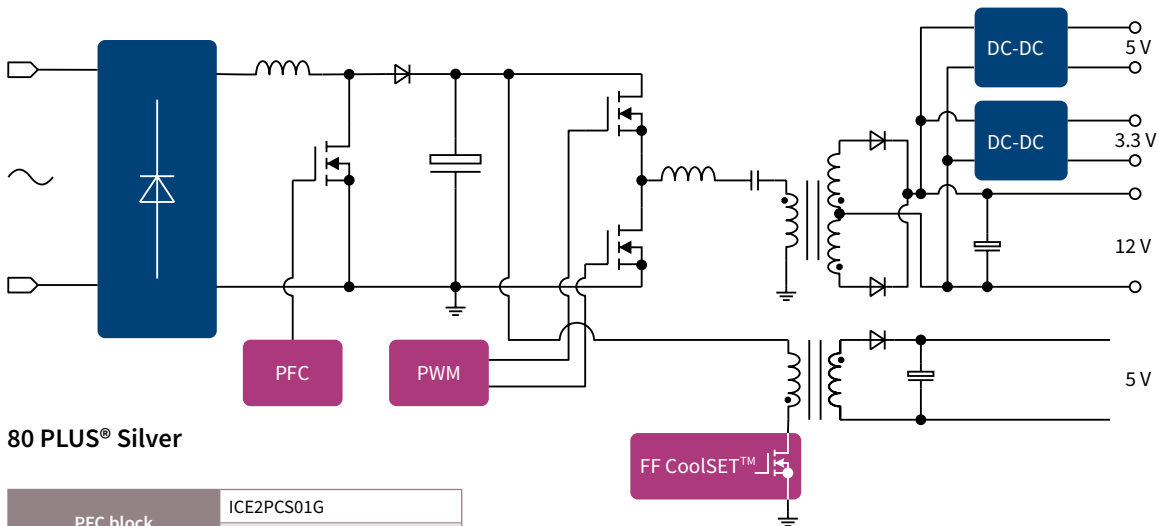 DC-DC
5 V
DC-DC
3.3 V
12 V
PFC
PWM
5 V
80 PLUS® Silver
FF CoolSET™
PFC block
ICE2PCS01G